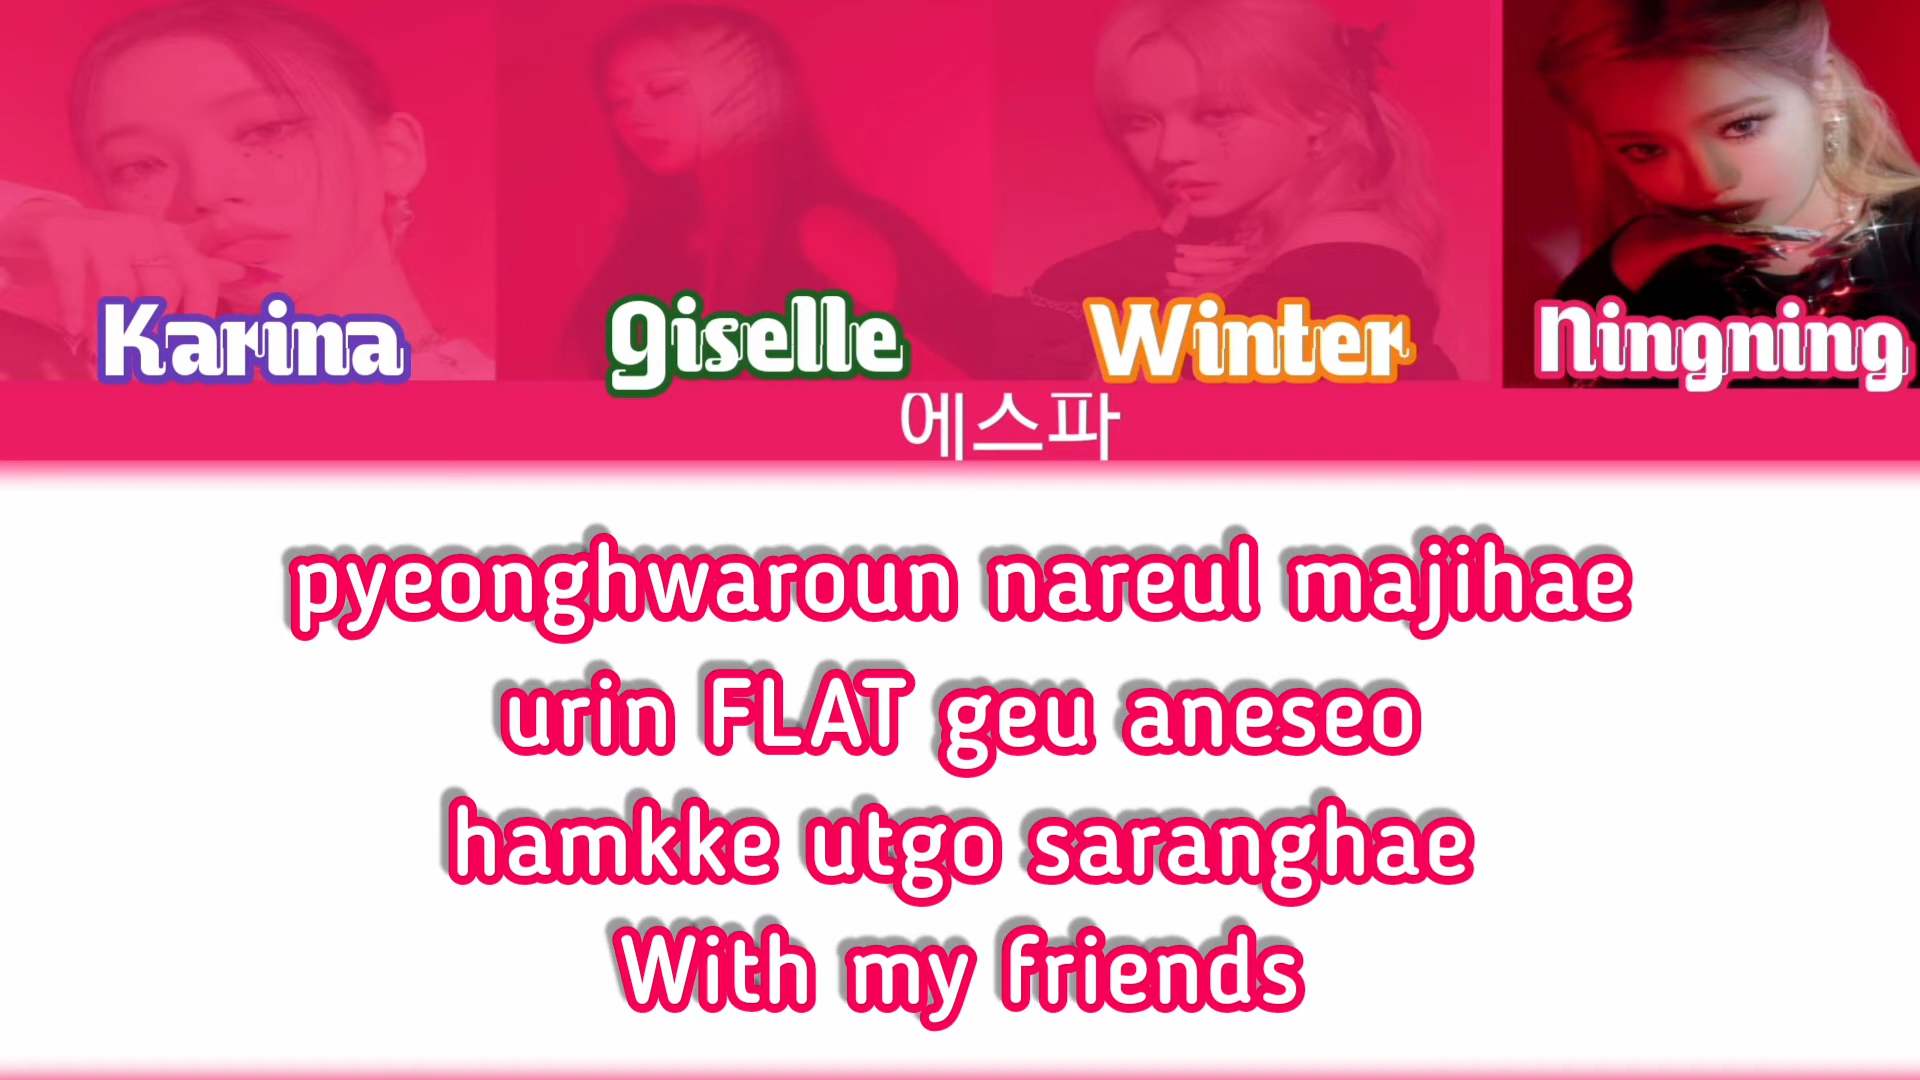 Karina Giselle Winter Ningning
에스파
pyeonghwaroun nareul majihae
urin FLAT geu aneseo
hamkke utgo saranghae
With my friends